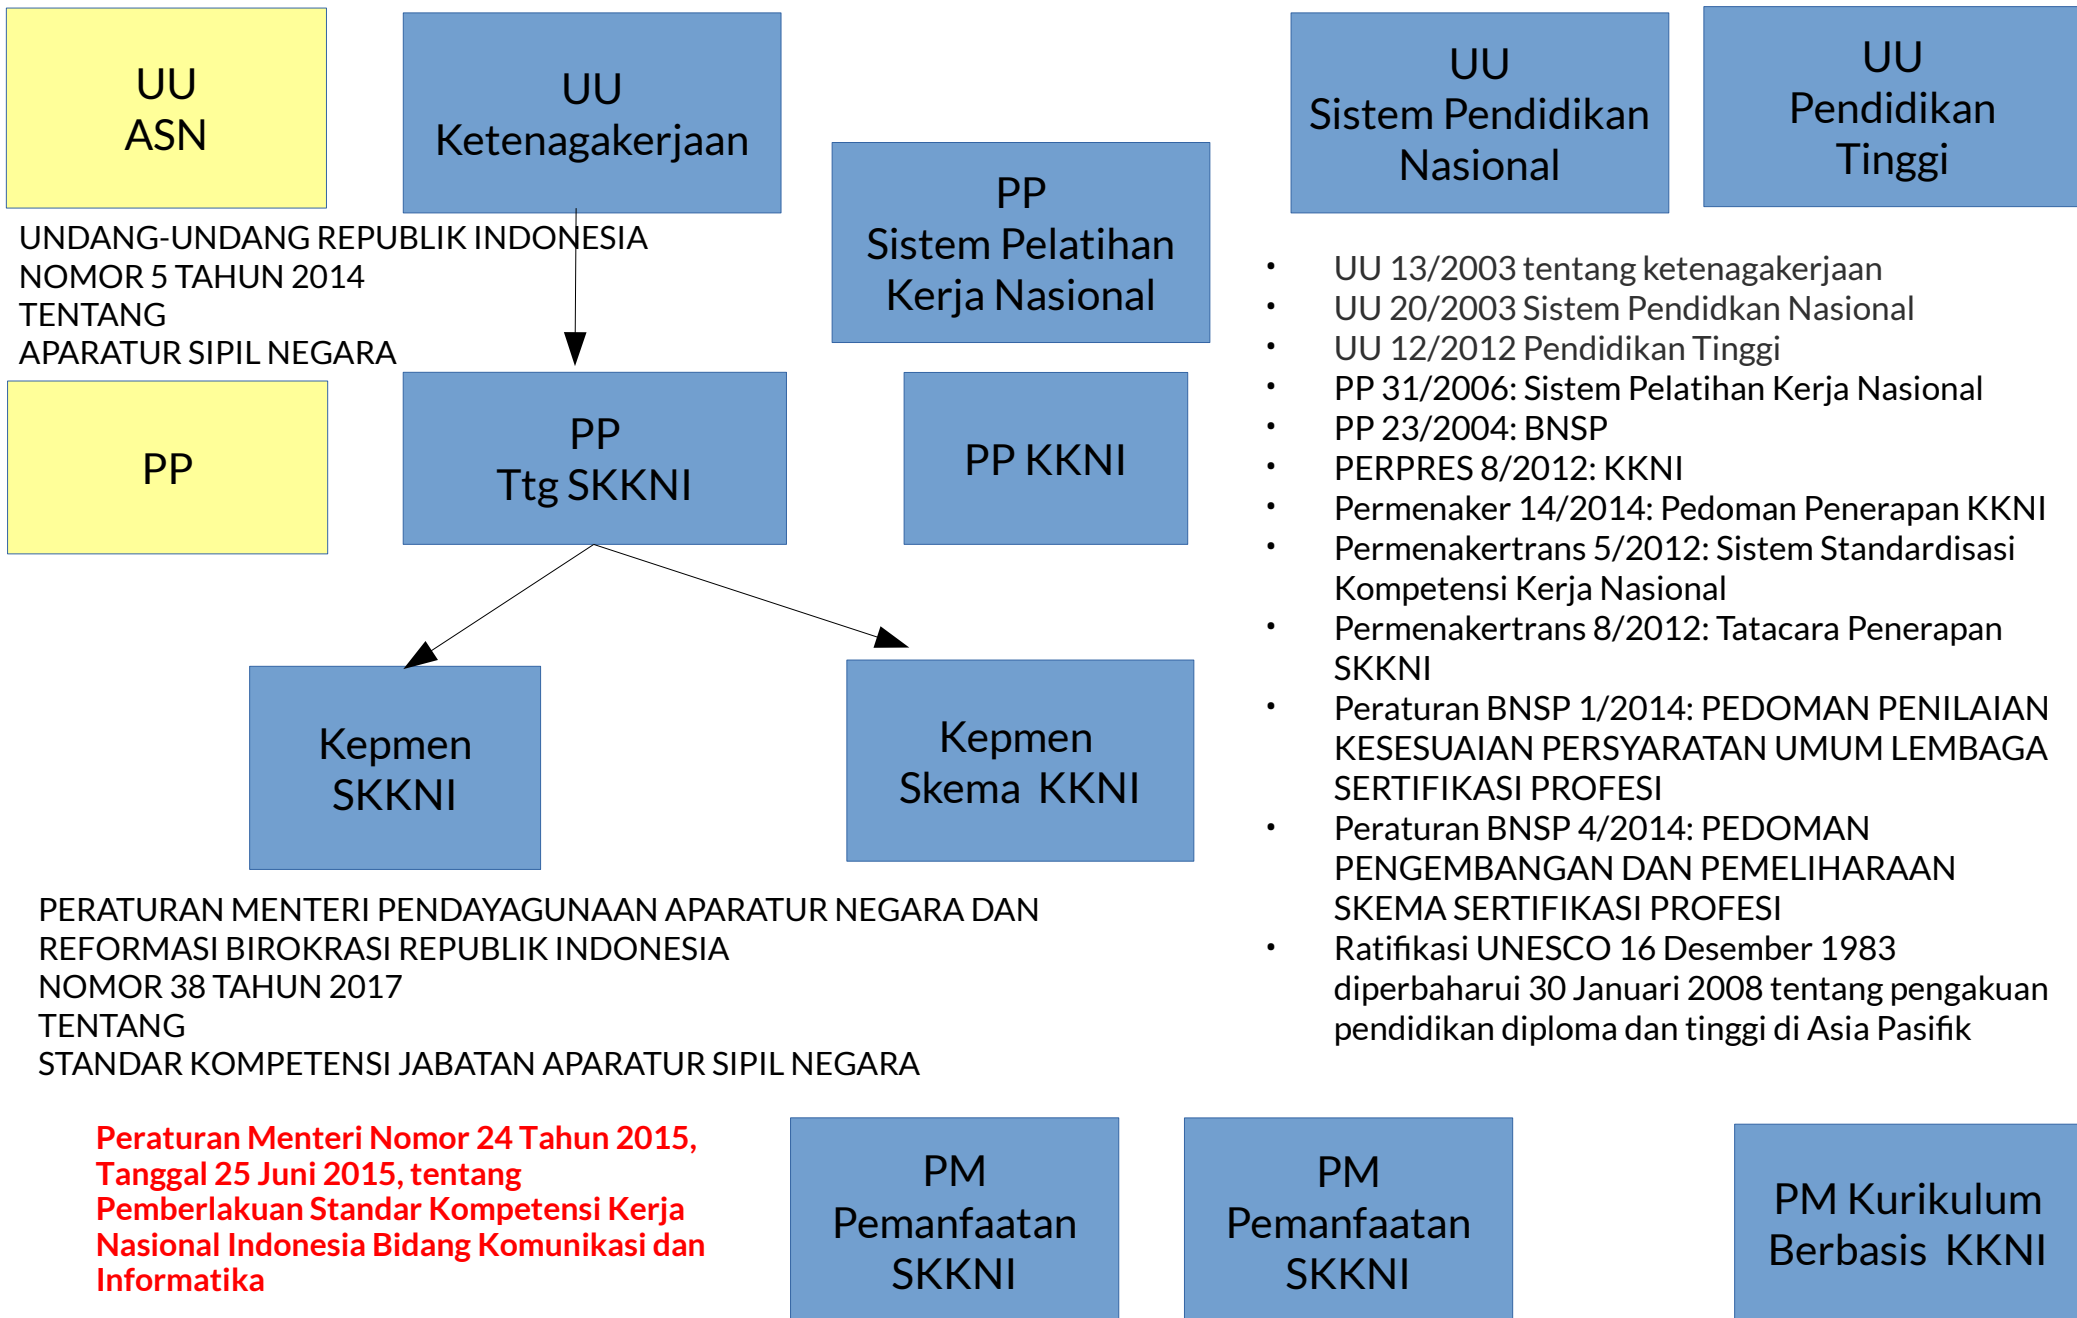 UU
ASN
UU
Ketenagakerjaan
PP
Sistem Pelatihan
Kerja Nasional
UU
Sistem Pendidikan
Nasional
UU
Pendidikan
Tinggi
UNDANG-UNDANG REPUBLIK INDONESIA
NOMOR 5 TAHUN 2014
TENTANG
APARATUR SIPIL NEGARA
PP
PP
Ttg SKKNI
PP KKNI
Kepmen
SKKNI
Kepmen
Skema KKNI
• UU 13/2003 tentang ketenagakerjaan
• UU 20/2003 Sistem Pendidkan Nasional
• UU 12/2012 Pendidikan Tinggi
• PP 31/2006: Sistem Pelatihan Kerja Nasional
• PP 23/2004: BNSP
• PERPRES 8/2012: KKNI
• Permenaker 14/2014: Pedoman Penerapan KKNI
• Permenakertrans 5/2012: Sistem Standardisasi
Kompetensi Kerja Nasional
• Permenakertrans 8/2012: Tatacara Penerapan
SKKNI
• Peraturan BNSP 1/2014: PEDOMAN PENILAIAN
KESESUAIAN PERSYARATAN UMUM LEMBAGA
SERTIFIKASI PROFESI
• Peraturan BNSP 4/2014: PEDOMAN
PENGEMBANGAN DAN PEMELIHARAAN
SKEMA SERTIFIKASI PROFESI
• Ratifikasi UNESCO 16 Desember 1983
diperbaharui 30 Januari 2008 tentang pengakuan
pendidikan diploma dan tinggi di Asia Pasifik
PERATURAN MENTERI PENDAYAGUNAAN APARATUR NEGARA DAN
REFORMASI BIROKRASI REPUBLIK INDONESIA
NOMOR 38 TAHUN 2017
TENTANG
STANDAR KOMPETENSI JABATAN APARATUR SIPIL NEGARA
Peraturan Menteri Nomor 24 Tahun 2015,
Tanggal 25 Juni 2015, tentang
Pemberlakuan Standar Kompetensi Kerja
Nasional Indonesia Bidang Komunikasi dan
Informatika
PM
Pemanfaatan
SKKNI
PM
Pemanfaatan
SKKNI
PM Kurikulum
Berbasis KKNI